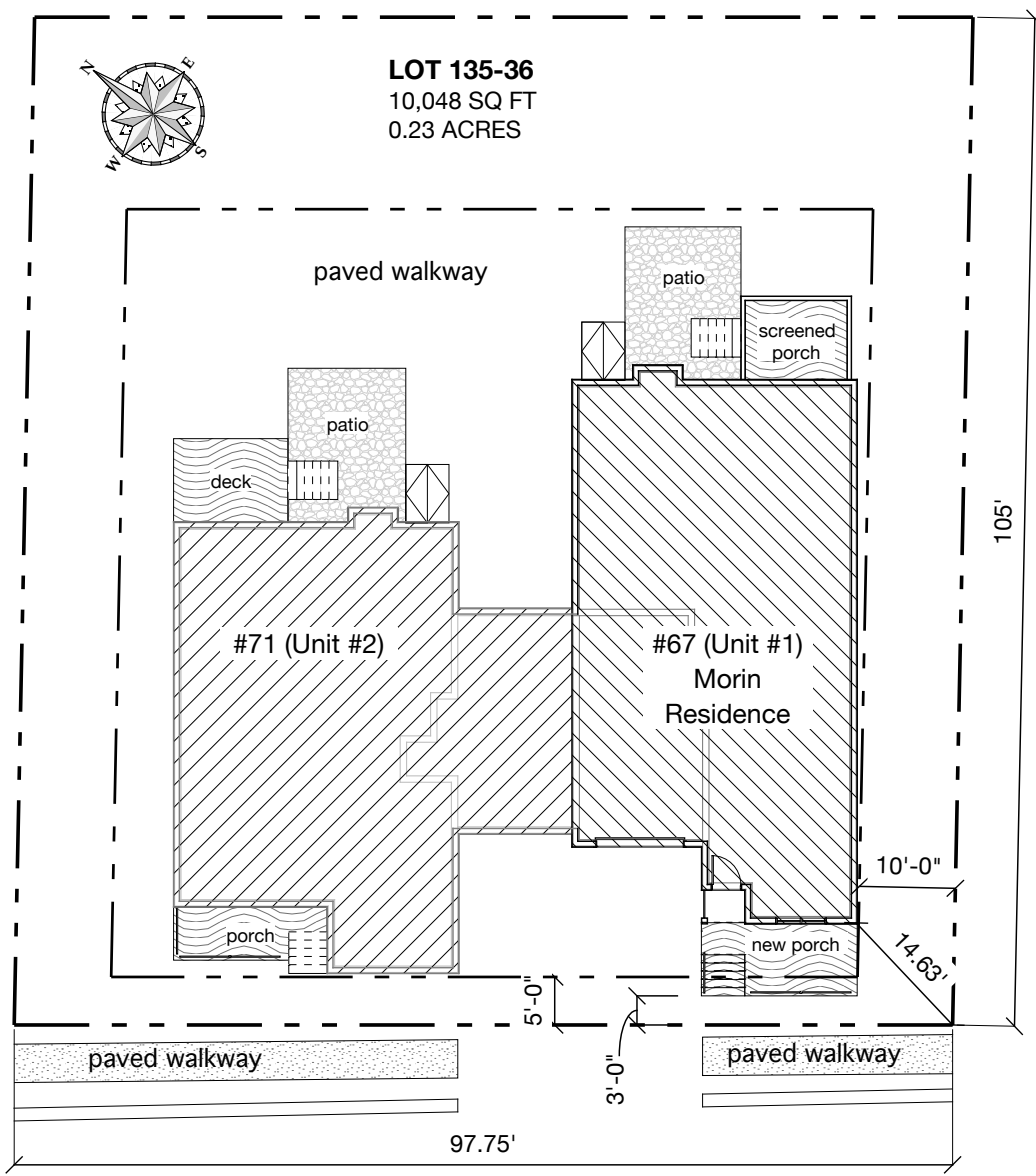 LOT 135-36
10,048 SQ FT
0.23 ACRES
N
E
W
S
paved walkway
patio
screened
porch
patio
deck
105'
#71 (Unit #2)
#67 (Unit #1)
Morin
Residence
10'-0"
porch
new porch
14.63'
5'-0"
3'-0"
paved walkway
paved walkway
97.75'